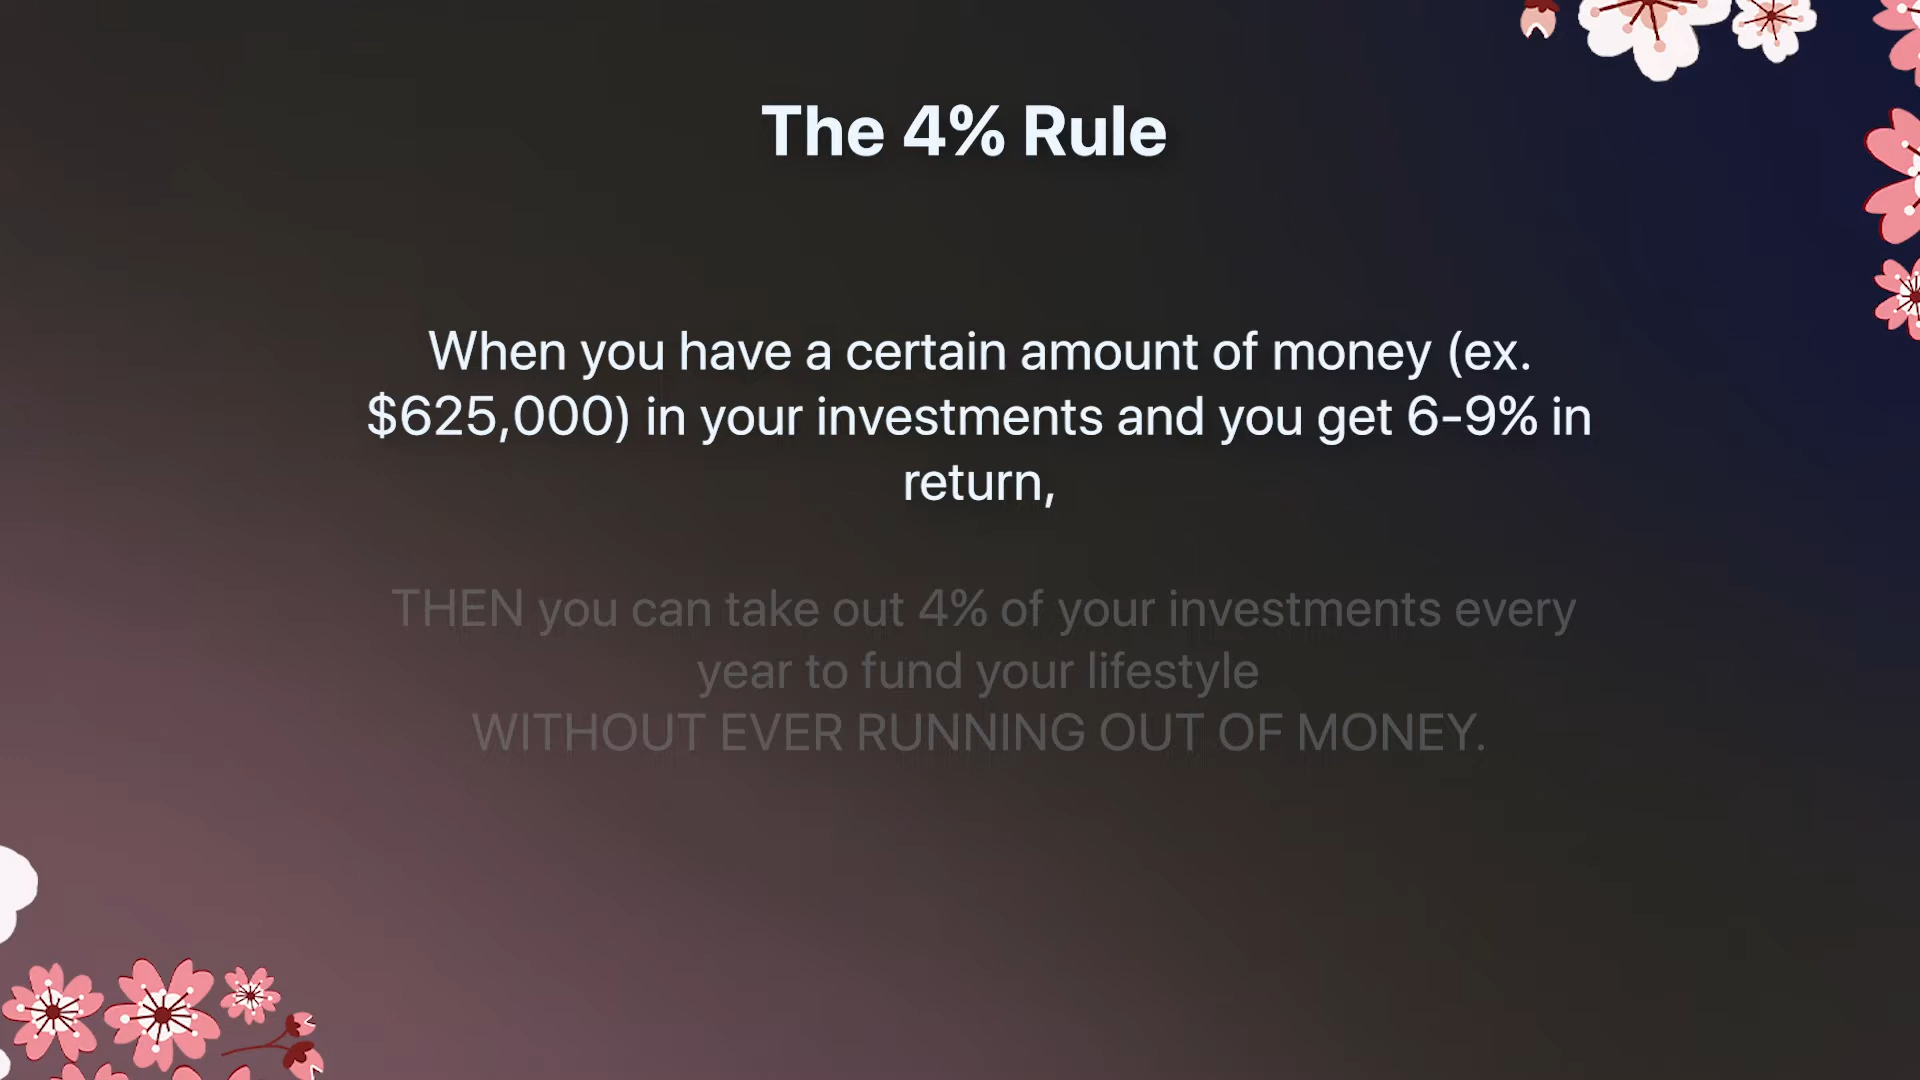 The 4% Rule
When you have a certain amount of money (ex.
$625,000) in your investments and you get 6-9% in
return,
THEN you can take out 4% of your investments every
year to fund your lifestyle
WITHOUT EVER RUNNING OUT OF MONEY.